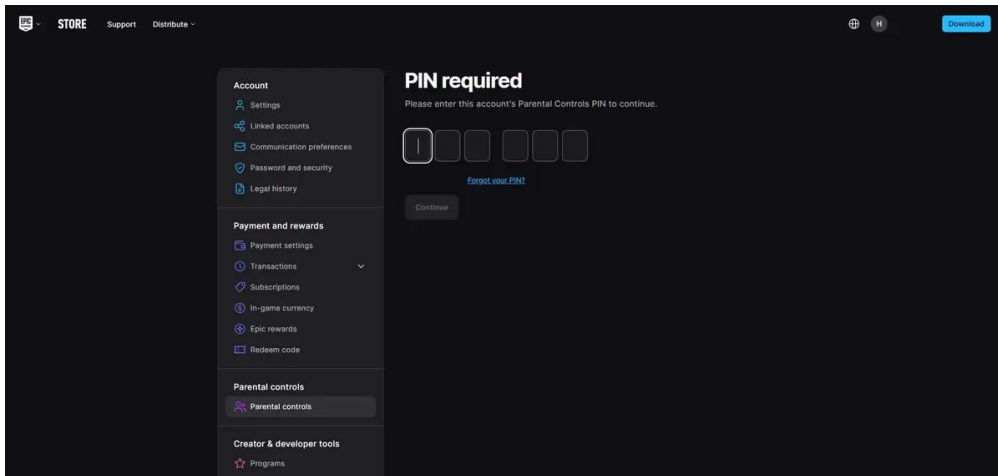 EPIC STORE Support Distribute H Download
Account
Settings
Linked accounts
Communication preferences
Password and security
Legal history
Payment and rewards
Payment settings
Transactions
Subscriptions
In-game currency
Epic rewards
Redeem code
Parental controls
Parental controls
Creator & developer tools
Programs
PIN required
Please enter this account's Parental Controls PIN to continue.
Forgot your PIN?
Continue